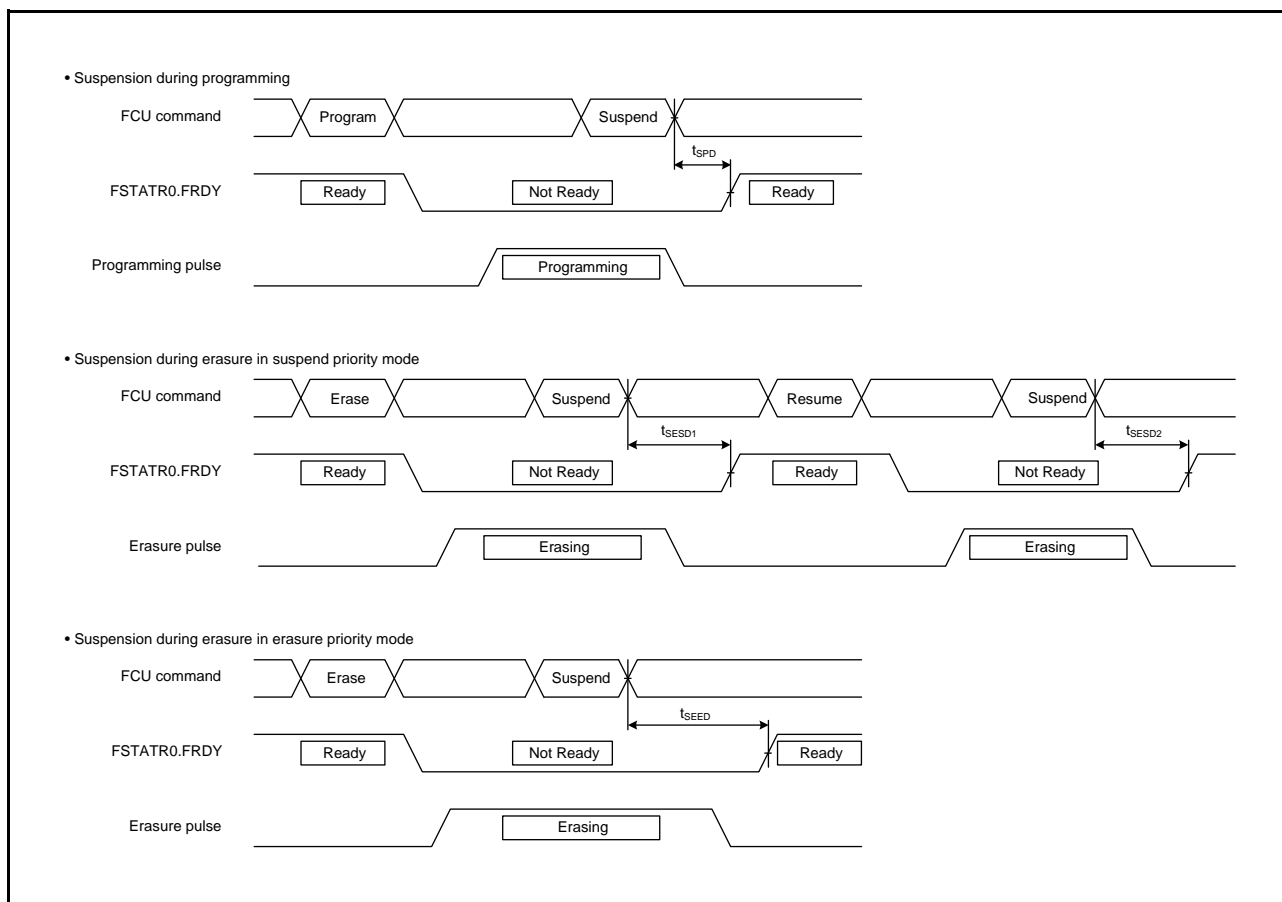 • Suspension during programming
FCU command Program Suspend
tSPD
FSTATR0.FRDY Ready Not Ready Ready
Programming pulse Programming
• Suspension during erasure in suspend priority mode
FCU command Erase Suspend Resume Suspend
tSESD1 tSESD2
FSTATR0.FRDY Ready Not Ready Ready Not Ready
Erasure pulse Erasing Erasing
• Suspension during erasure in erasure priority mode
FCU command Erase Suspend
tSEED
FSTATR0.FRDY Ready Not Ready Ready
Erasure pulse Erasing